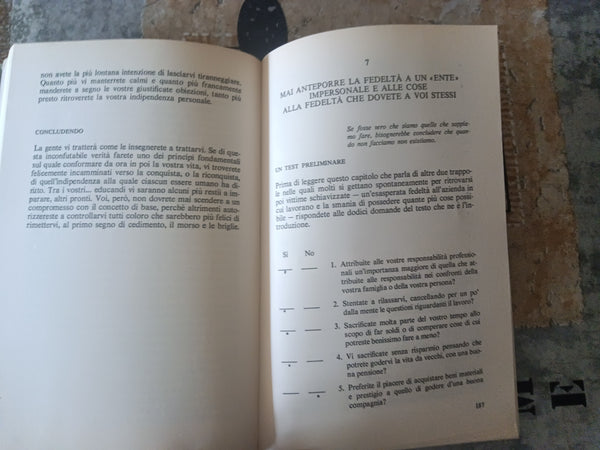 non avete la più lontana intenzione di lasciarvi tiranneggiare.
Quanto più vi manterrete calmi e quanto più francamente
manderete a segno le vostre giustificate obiezioni, tanto più
presto ritroverete la vostra indipendenza personale.
CONCLUDENDO
La gente vi tratterà come le insegnerete a trattarvi. Se di questa
inconfutabile verità farete uno dei principi fondamentali
sul quale conformare da ora in poi la vostra vita, vi troverete
felicemente incamminati verso la conquista, o la riconquista,
di quell'indipendenza alla quale ciascun essere umano ha diritto.
Tra i vostri... educandi vi saranno alcuni più restii a imparare,
altri pronti. Voi, però, non dovete mai scendere a un
compromesso con il concetto di base, perché altrimenti autorizzereste
a controllarvi tutti coloro che sarebbero più felici di
rimettervi, al primo segno di cedimento, il morso e le briglie.
7
MAI ANTEPORRE LA FEDELTÀ A UN «ENTE»
IMPERSONALE E ALLE COSE
ALLA FEDELTÀ CHE DOVETE A VOI STESSI
Se fosse vero che siamo quello che sappiamo
fare, bisognerebbe concludere che quando
non facciamo non esistiamo.
UN TEST PRELIMINARE
Prima di leggere questo capitolo che parla di altre due trappole
nelle quali molti si gettano spontaneamente per ritrovarsi
poi vittime schiavizzate — un'esasperata fedeltà all'azienda in
cui lavorano e la smania di possedere quanto più cose possibile
— rispondete alle dodici domande del test che ne è l'introduzione.
Sì No
1. Attribuite alle vostre responsabilità professionali
un'importanza maggiore di quella che attribuite
alle responsabilità nei confronti della
vostra famiglia o della vostra persona?
2. Stentate a rilassarvi, cancellando per un po'
dalla mente le questioni riguardanti il lavoro?
3. Sacrificate molta parte del vostro tempo allo
scopo di far soldi o di comperare cose di cui
potreste benissimo fare a meno?
4. Vi sacrificate senza risparmio pensando che
potrete godervi la vita da vecchi, con una buona
pensione?
5. Preferite il piacere di acquistare beni materiali
e prestigio a quello di godere d'una buona
compagnia?
187